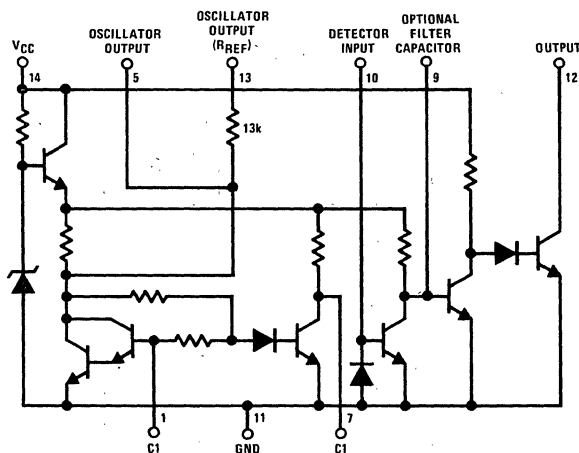 VCC
14
OSCILLATOR
OUTPUT
5
OSCILLATOR
OUTPUT
(RREF)
13
DETECTOR
INPUT
10
OPTIONAL
FILTER
CAPACITOR
9
OUTPUT
12
13k
1
C1
11
GND
7
C1